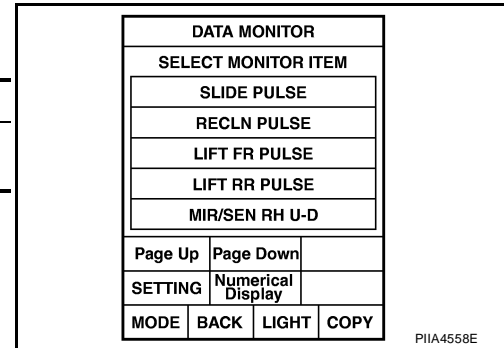 DATA MONITOR
SELECT MONITOR ITEM
SLIDE PULSE
RECLN PULSE
LIFT FR PULSE
LIFT RR PULSE
MIR/SEN RH U-D
Page Up Page Down
SETTING Numerical Display
MODE BACK LIGHT COPY
PIIA4558E